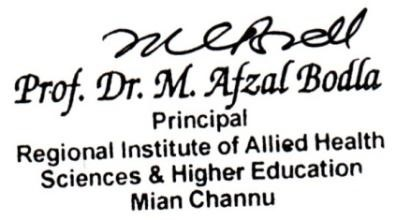 Prof. Dr. M. Afzal Bodla
Principal
Regional Institute of Allied Health
Sciences & Higher Education
Mian Channu